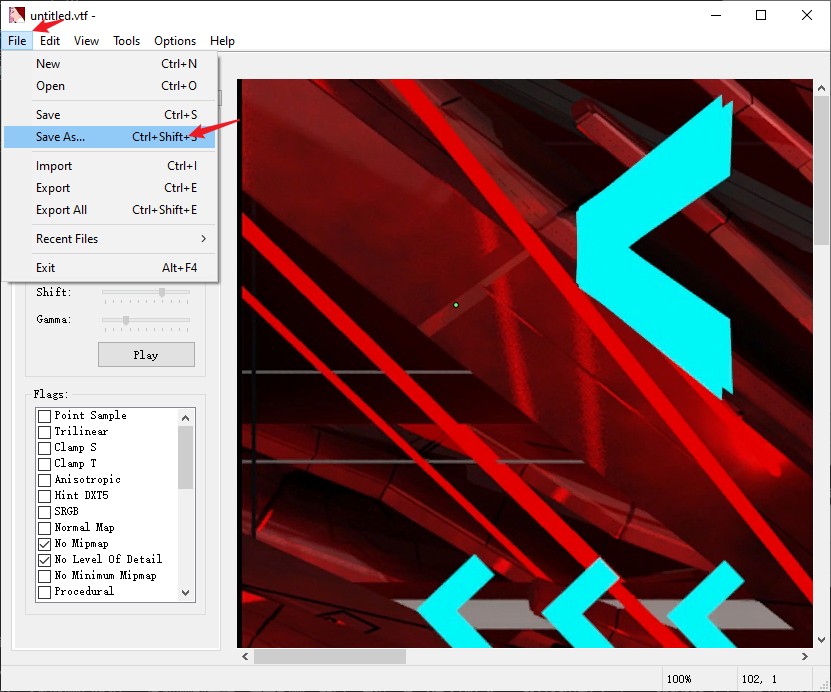 untitled.vtf -
File Edit View Tools Options Help
New Ctrl+N
Open Ctrl+O
Save Ctrl+S
Save As... Ctrl+Shift+S
Import Ctrl+I
Export Ctrl+E
Export All Ctrl+Shift+E
Recent Files
Exit Alt+F4
Shift:
Gamma:
Play
Flags:
Point Sample
Trilinear
Clamp S
Clamp T
Anisotropic
Hint DXT5
SRGB
Normal Map
No Mipmap
No Level Of Detail
No Minimum Mipmap
Procedural
100% 102, 1